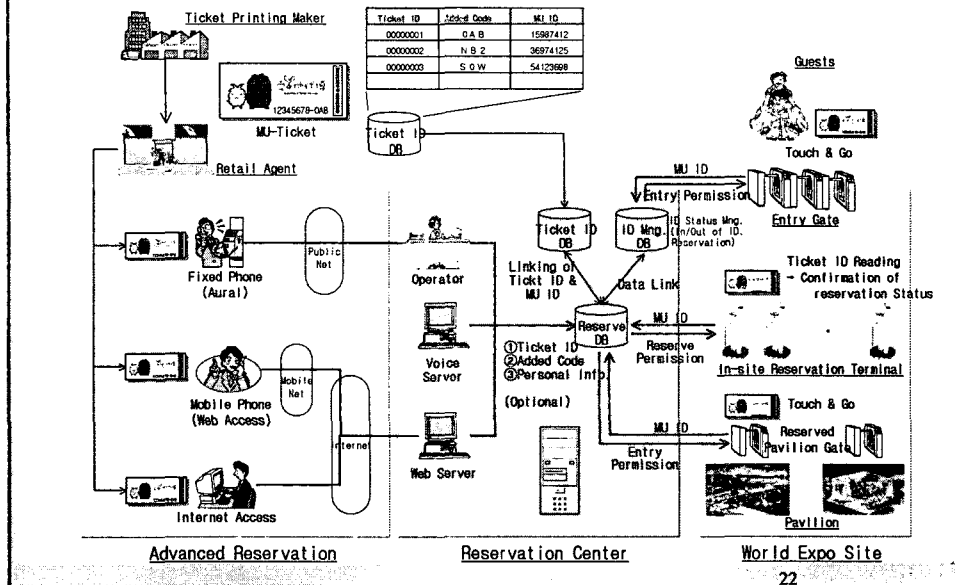 Ticket Printing Maker
Ticket ID Added Code MU ID
00000001 0 A B 15987412
00000002 N B 2 36974125
00000003 S 0 W 54123698
12345678-0AB
MU-Ticket
Retail Agent
Ticket ID
DB
Guests
Touch & Go
MU ID
Entry Permission
Entry Gate
Ticket ID
DB
ID Mng.
DB
ID Status Mng.
(In/Out of ID.
Reservation)
Fixed Phone
(Aural)
Public
Net
Operator
Linking of
Tickt ID &
MU ID
Data Link
Ticket ID Reading
→ Confirmation of
reservation Status
Voice
Servor
Reserve
DB
①Ticket ID
②Added Code
③Personal Info.
(Optional)
MU ID
Reserve
Permission
In-site Reservation Terminal
Mobile Phone
(Web Access)
Mobile
Net
Internet
Web Server
Touch & Go
MU ID
Entry
Permission
Reserved
Pavilion Gate
Internet Access
Pavilion
Advanced Reservation
Reservation Center
World Expo Site
22